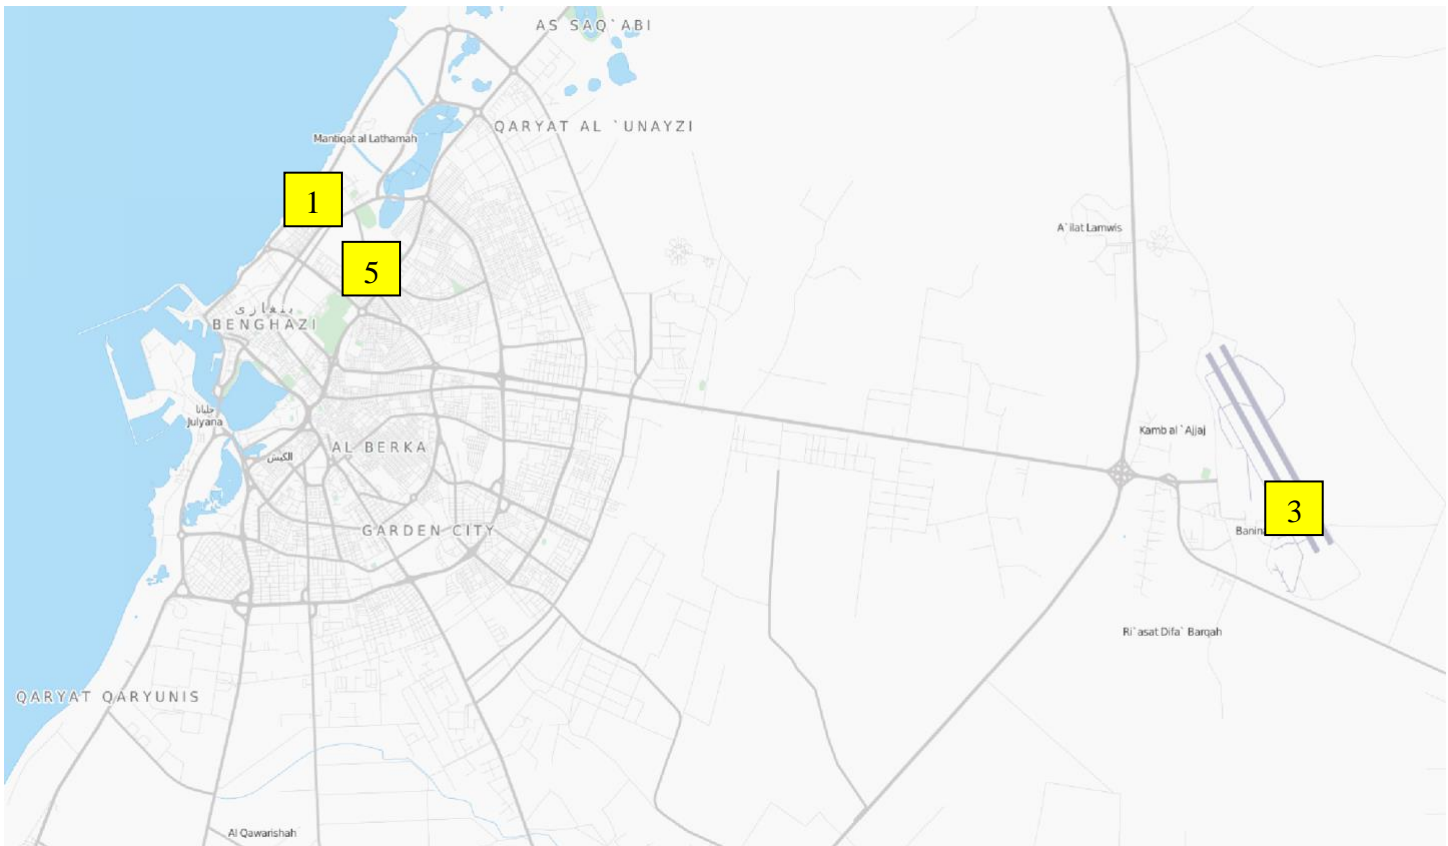 AS SAQ`ABI
QARYAT AL `UNAYZI
Mantiqat al Lathamah
1
A`ilat Lamwis
5
بنغازي
BENGHAZI
جليانا
Julyana
Kamb al `Ajjaj
AL BERKA
الكيش
3
GARDEN CITY
Banin
Ri`asat Difa` Barqah
QARYAT QARYUNIS
Al Qawarishah